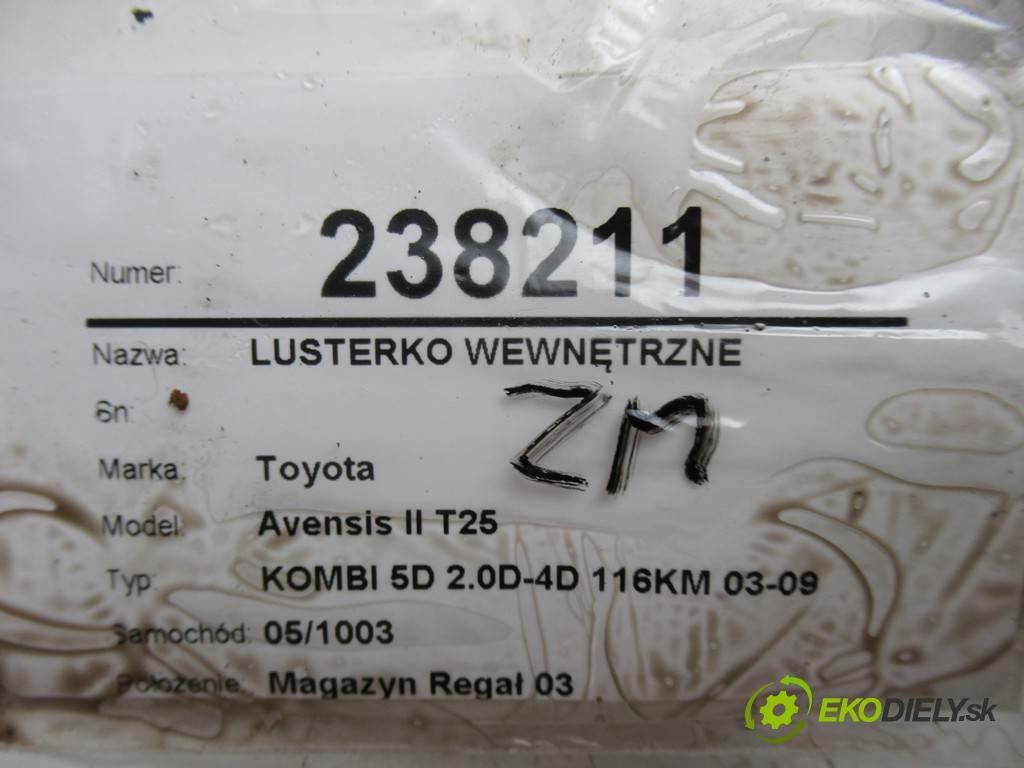 Numer: 238211
Nazwa: LUSTERKO WEWNĘTRZNE
Sn:
ZM
Marka: Toyota
Model: Avensis II T25
Typ: KOMBI 5D 2.0D-4D 116KM 03-09
Samochód: 05/1003
Położenie: Magazyn Regał 03
EKODIELY.sk